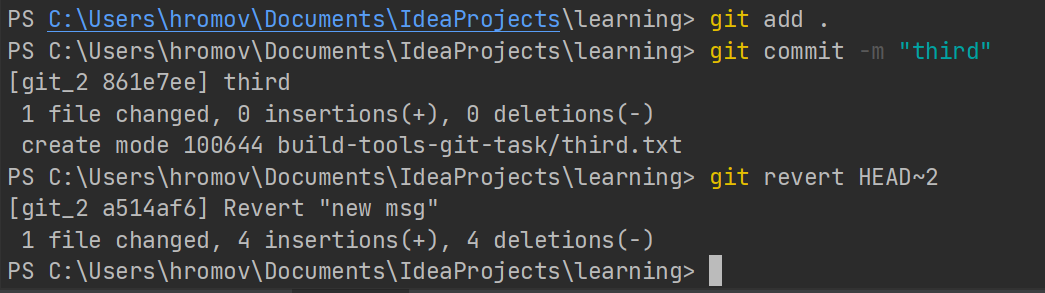 PS C:\Users\hromov\Documents\IdeaProjects\learning> git add .
PS C:\Users\hromov\Documents\IdeaProjects\learning> git commit -m "third"
[git_2 861e7ee] third
 1 file changed, 0 insertions(+), 0 deletions(-)
 create mode 100644 build-tools-git-task/third.txt
PS C:\Users\hromov\Documents\IdeaProjects\learning> git revert HEAD~2
[git_2 a514af6] Revert "new msg"
 1 file changed, 4 insertions(+), 4 deletions(-)
PS C:\Users\hromov\Documents\IdeaProjects\learning>